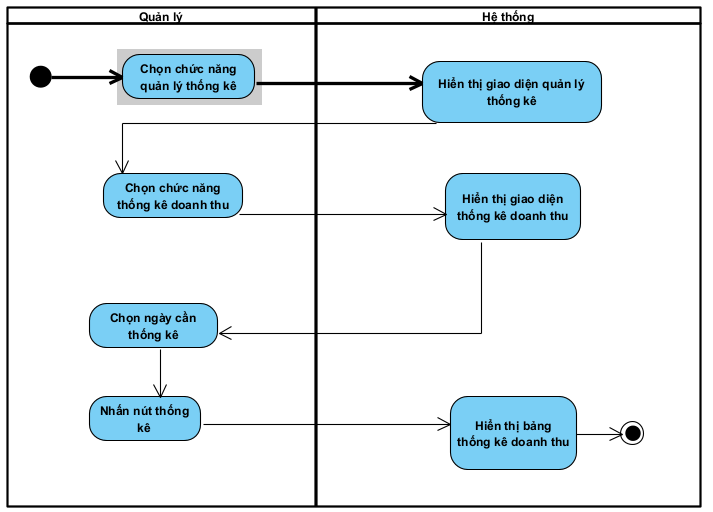 Quản lý
Hê thống
Chọn chức năng
quản lý thống kê
Hiển thị giao diện quản lý
thống kê
Chọn chức năng
thống kê doanh thu
Hiển thị giao diện
thống kê doanh thu
Chọn ngày cần
thống kê
Nhấn nút thống
kê
Hiển thị bảng
thống kê doanh thu